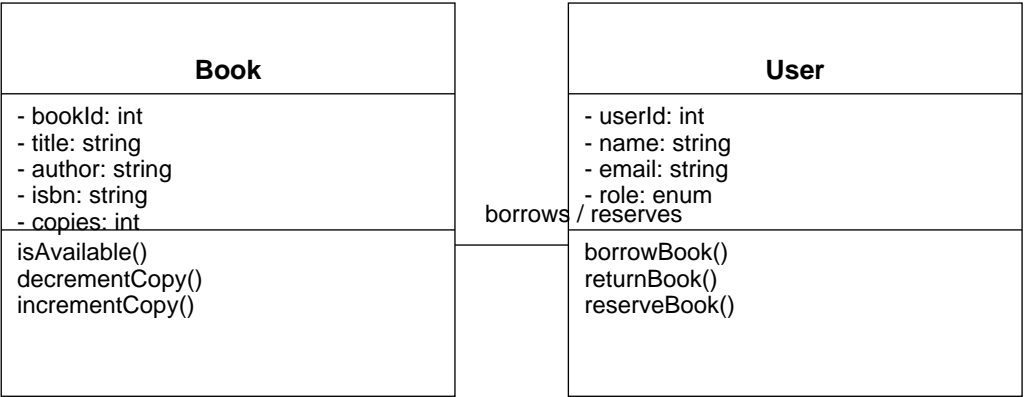 Book
- bookId: int
- title: string
- author: string
- isbn: string
- copies: int
isAvailable()
decrementCopy()
incrementCopy()
borrows / reserves
User
- userId: int
- name: string
- email: string
- role: enum
borrowBook()
returnBook()
reserveBook()